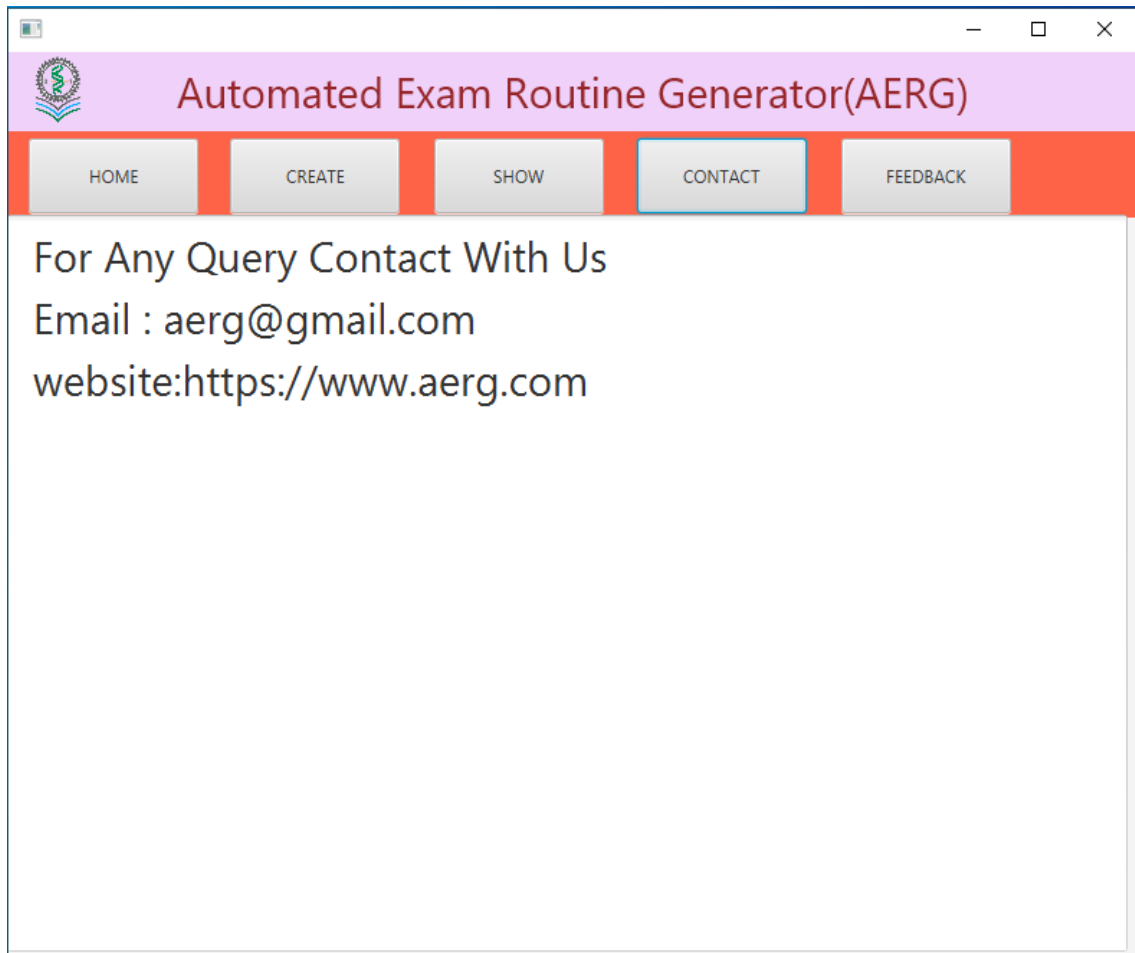 Automated Exam Routine Generator(AERG)
HOME CREATE SHOW CONTACT FEEDBACK
For Any Query Contact With Us
Email : aerg@gmail.com
website:https://www.aerg.com